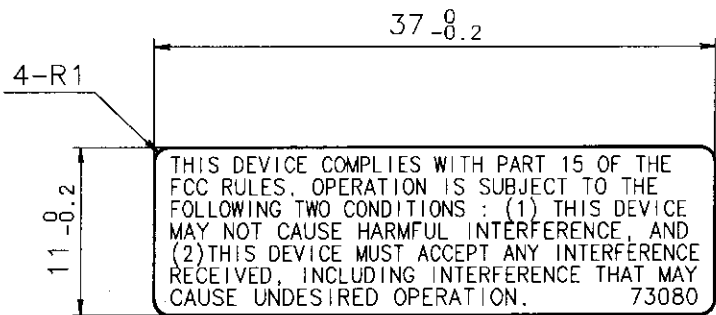 37 0 -0.2
4-R1
11 0 -0.2
THIS DEVICE COMPLIES WITH PART 15 OF THE
FCC RULES. OPERATION IS SUBJECT TO THE
FOLLOWING TWO CONDITIONS : (1) THIS DEVICE
MAY NOT CAUSE HARMFUL INTERFERENCE, AND
(2)THIS DEVICE MUST ACCEPT ANY INTERFERENCE
RECEIVED, INCLUDING INTERFERENCE THAT MAY
CAUSE UNDESIRED OPERATION. 73080